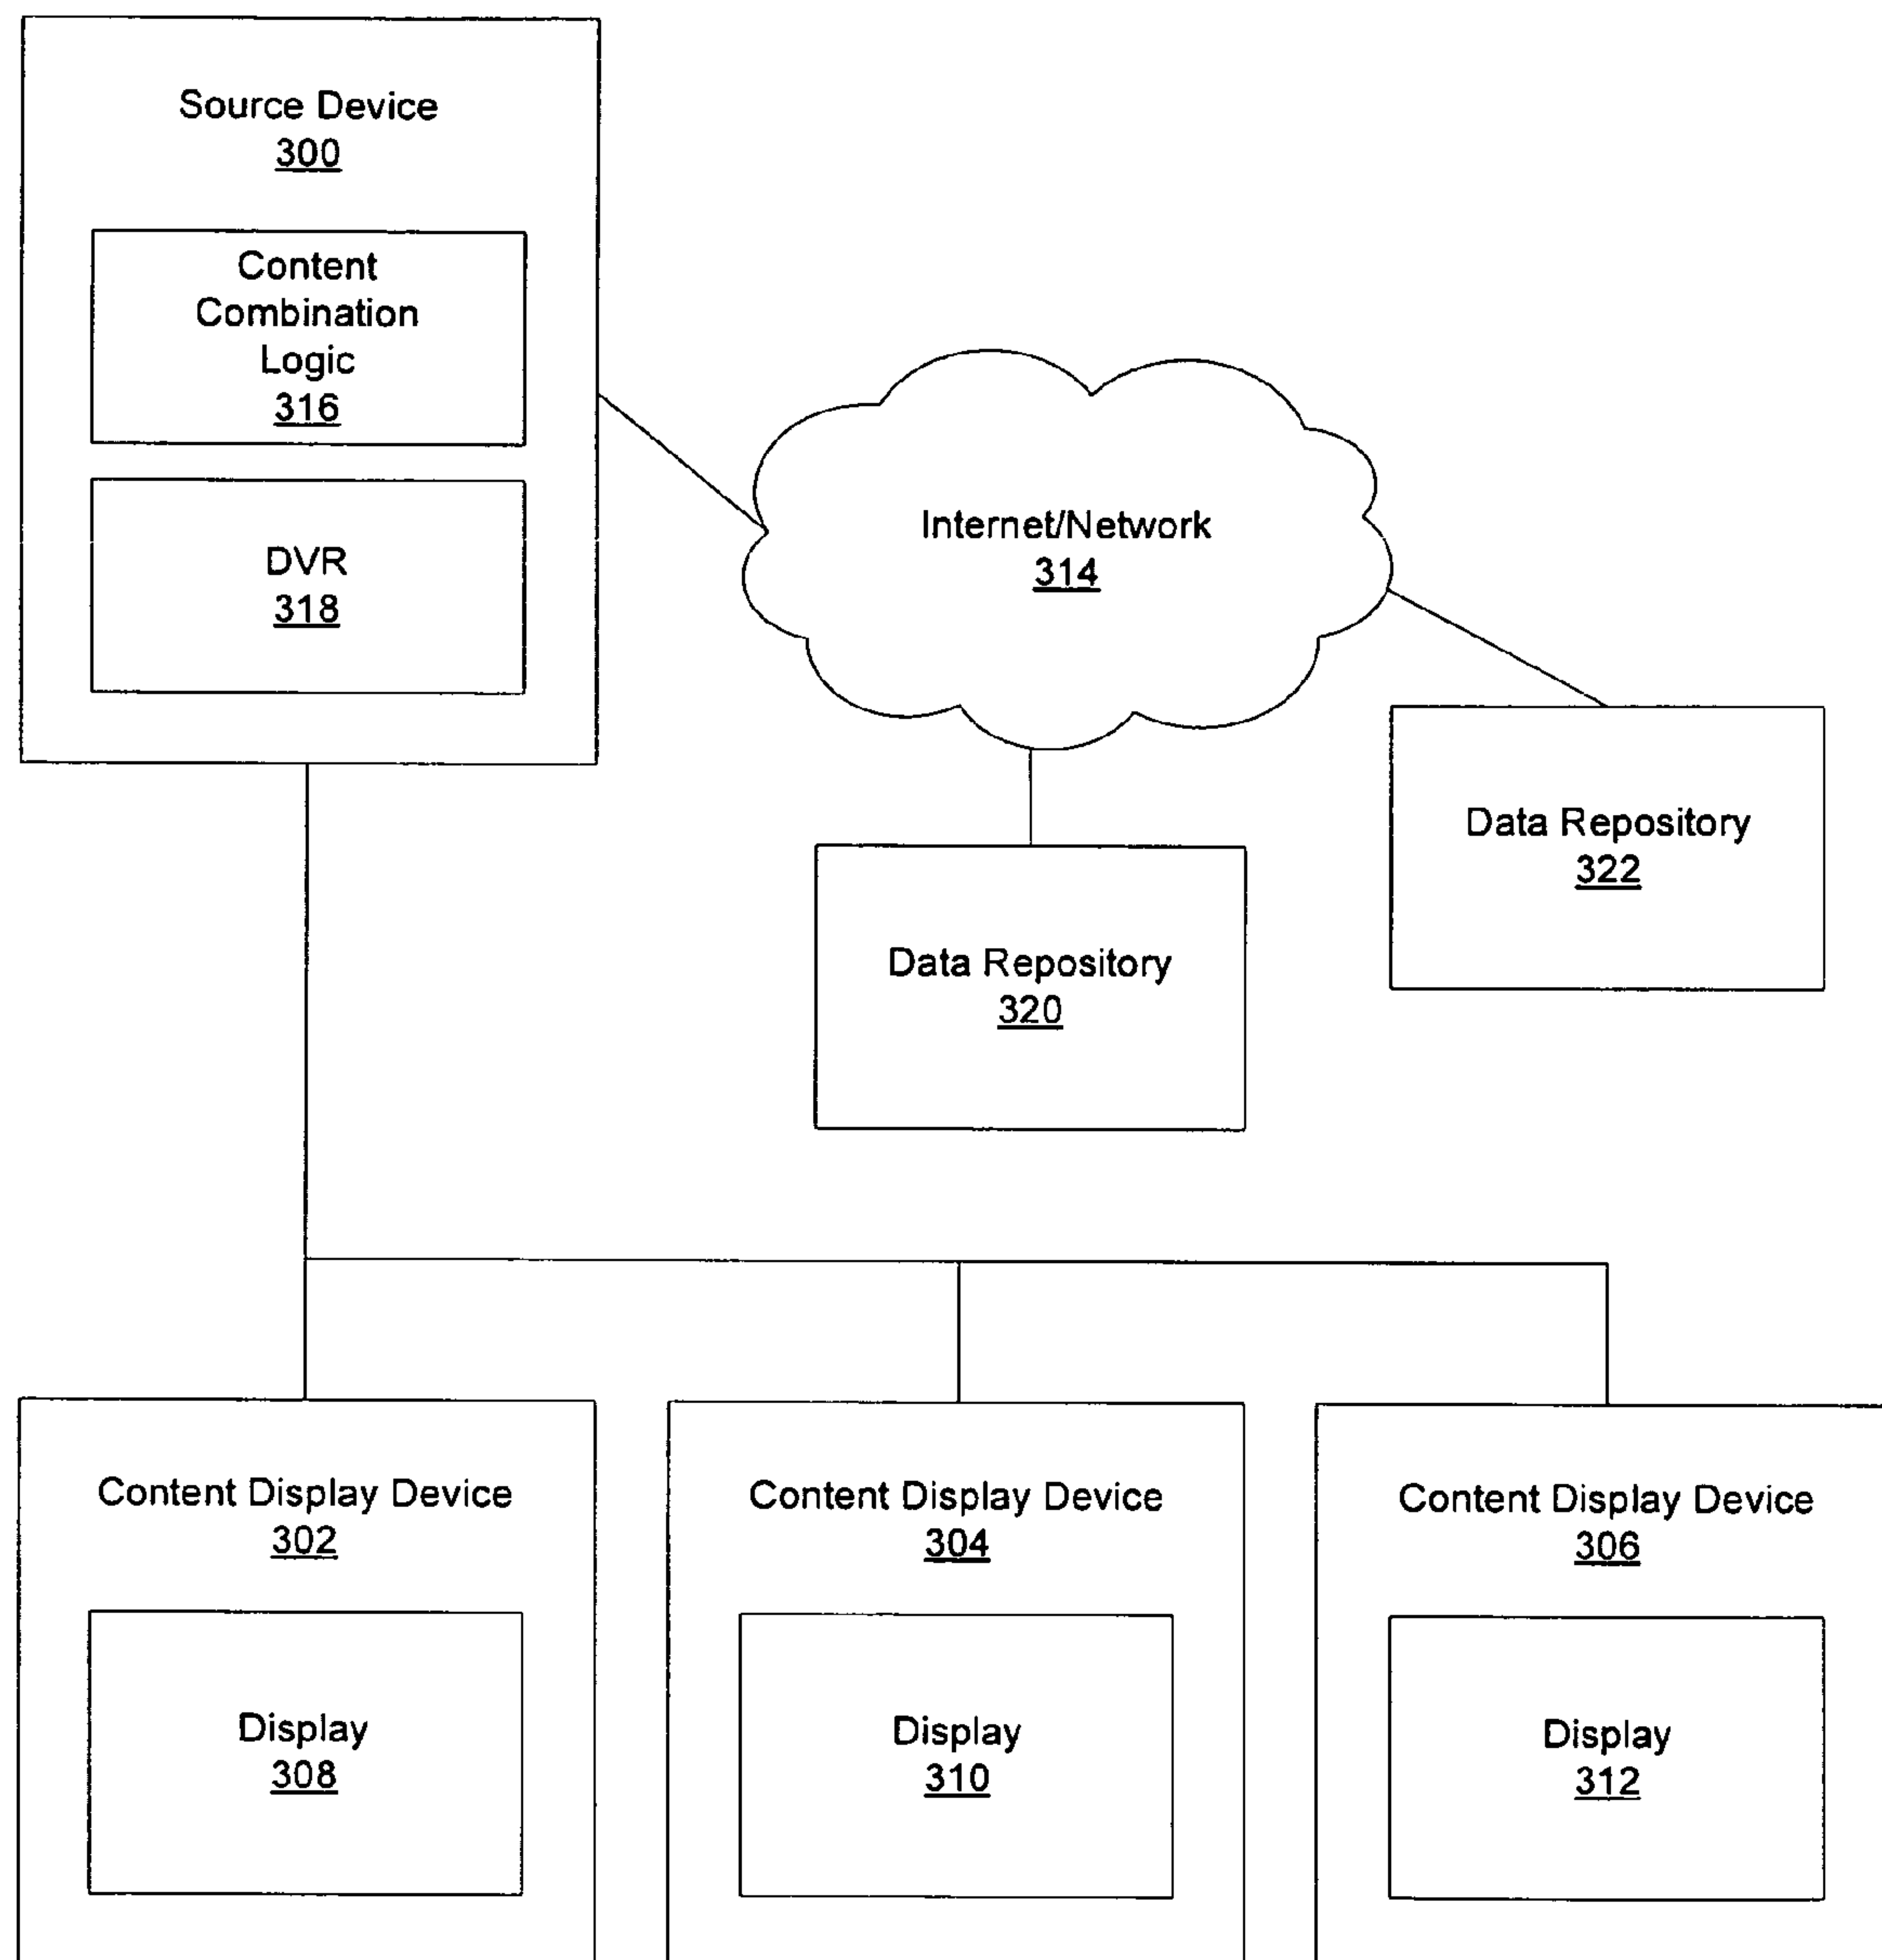 Source Device
300
Content
Combination
Logic
316
DVR
318
Internet/Network
314
Data Repository
322
Data Repository
320
Content Display Device
302
Display
308
Content Display Device
304
Display
310
Content Display Device
306
Display
312